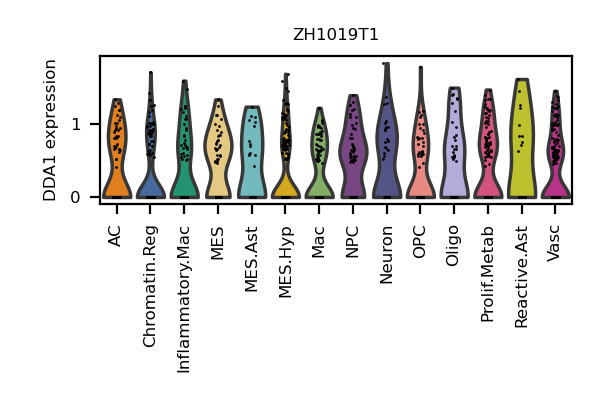 ZH1019T1
DDA1 expression
1
0
AC
Chromatin.Reg
Inflammatory.Mac
MES
MES.Ast
MES.Hyp
Mac
NPC
Neuron
OPC
Oligo
Prolif.Metab
Reactive.Ast
Vasc